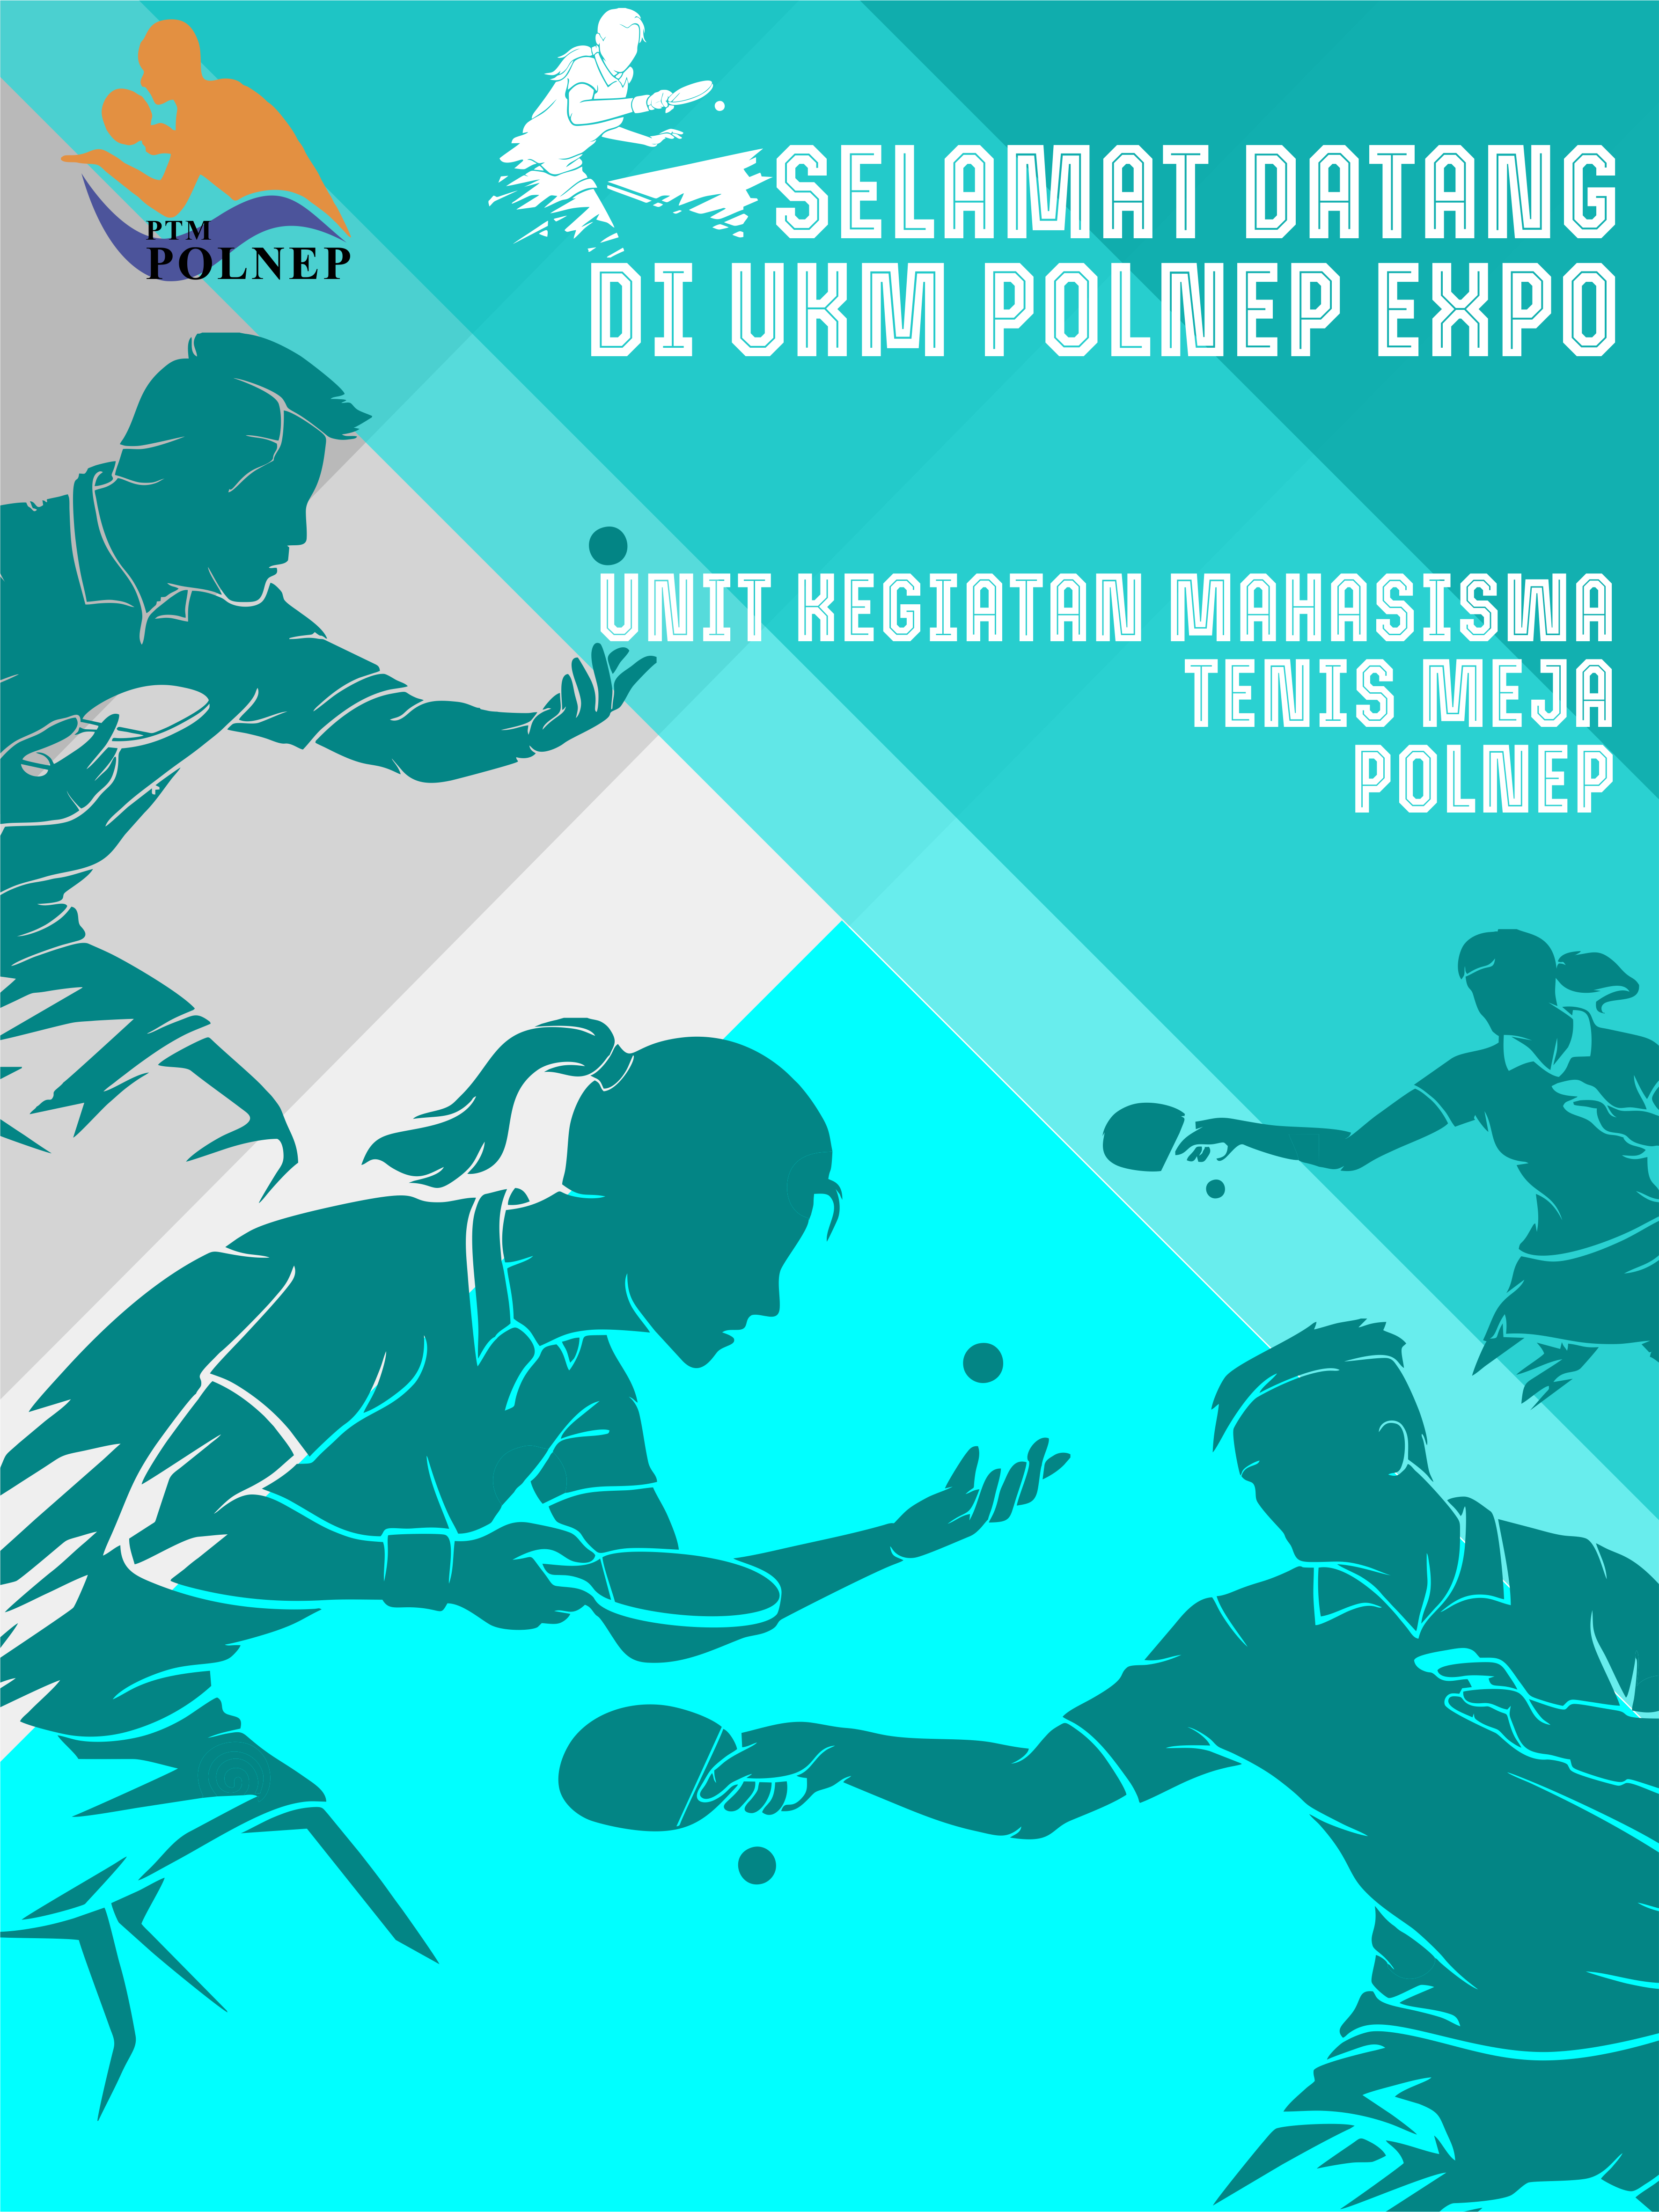 PTM
POLNEP
SELAMAT DATANG
DI UKM POLNEP EXPO
UNIT KEGIATAN MAHASISWA
TENIS MEJA
POLNEP